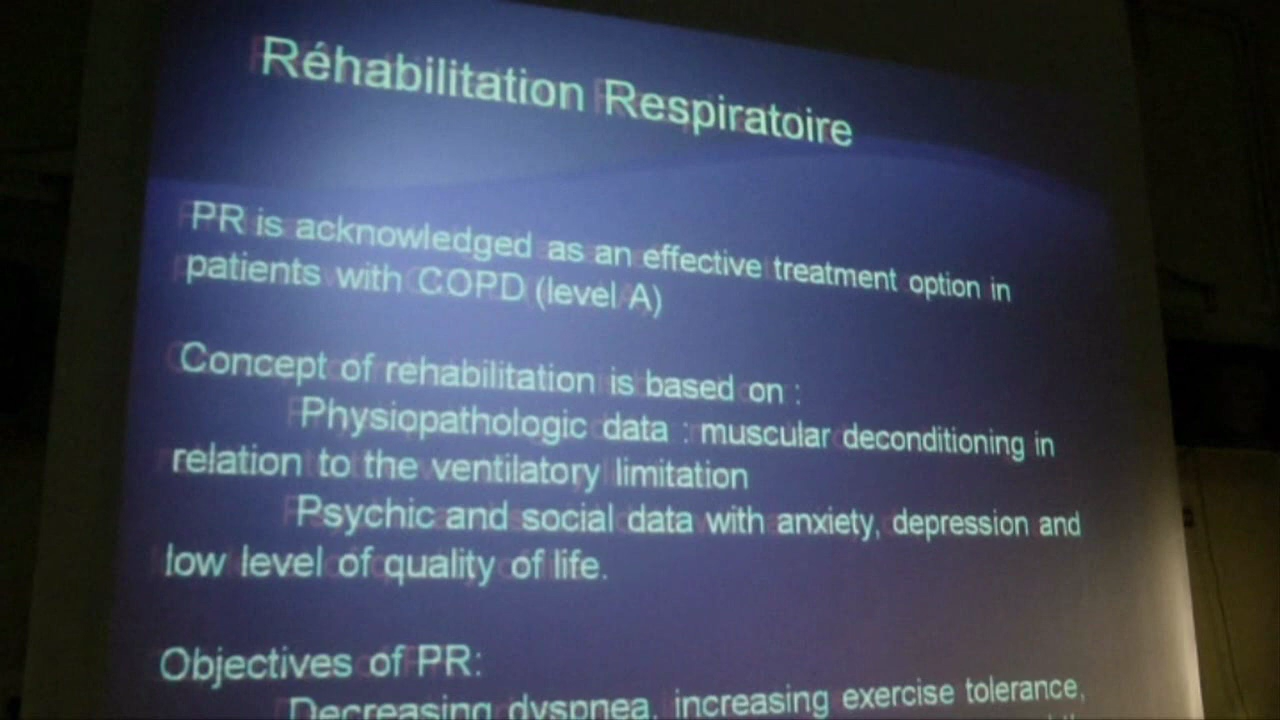 Réhabilitation Respiratoire
PR is acknowledged as an effective treatment option in
patients with COPD (level A)
Concept of rehabilitation is based on :
Physiopathologic data : muscular deconditioning in
relation to the ventilatory limitation
Psychic and social data with anxiety, depression and
low level of quality of life.
Objectives of PR:
Decreasing dyspnea, increasing exercise tolerance,